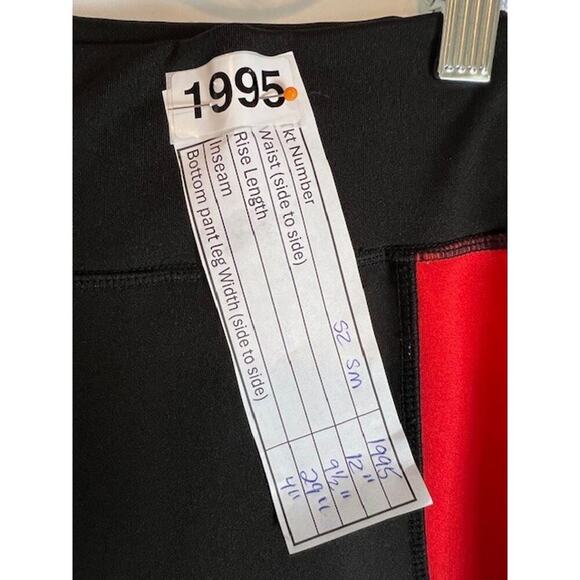 1995
kt Number 1995
Waist (side to side) SZ SM 12"
Rise Length 9½"
Inseam 29"
Bottom pant leg Width (side to side) 4"